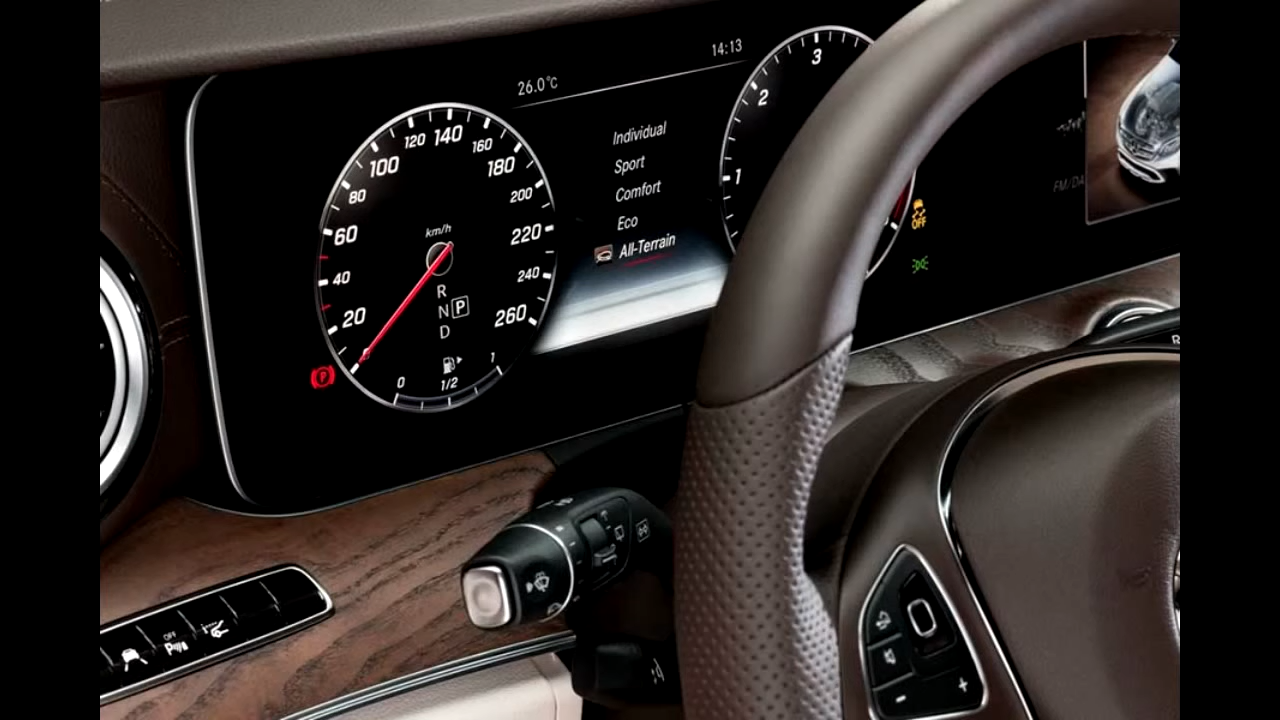 14:13
26.0°C
Individual
Sport
Comfort
Eco
All-Terrain
20
40
60
80
100
120
140
160
180
200
220
240
260
km/h
R
N P
D
0
1/2
1
P
1
2
3
OFF
OFF
R